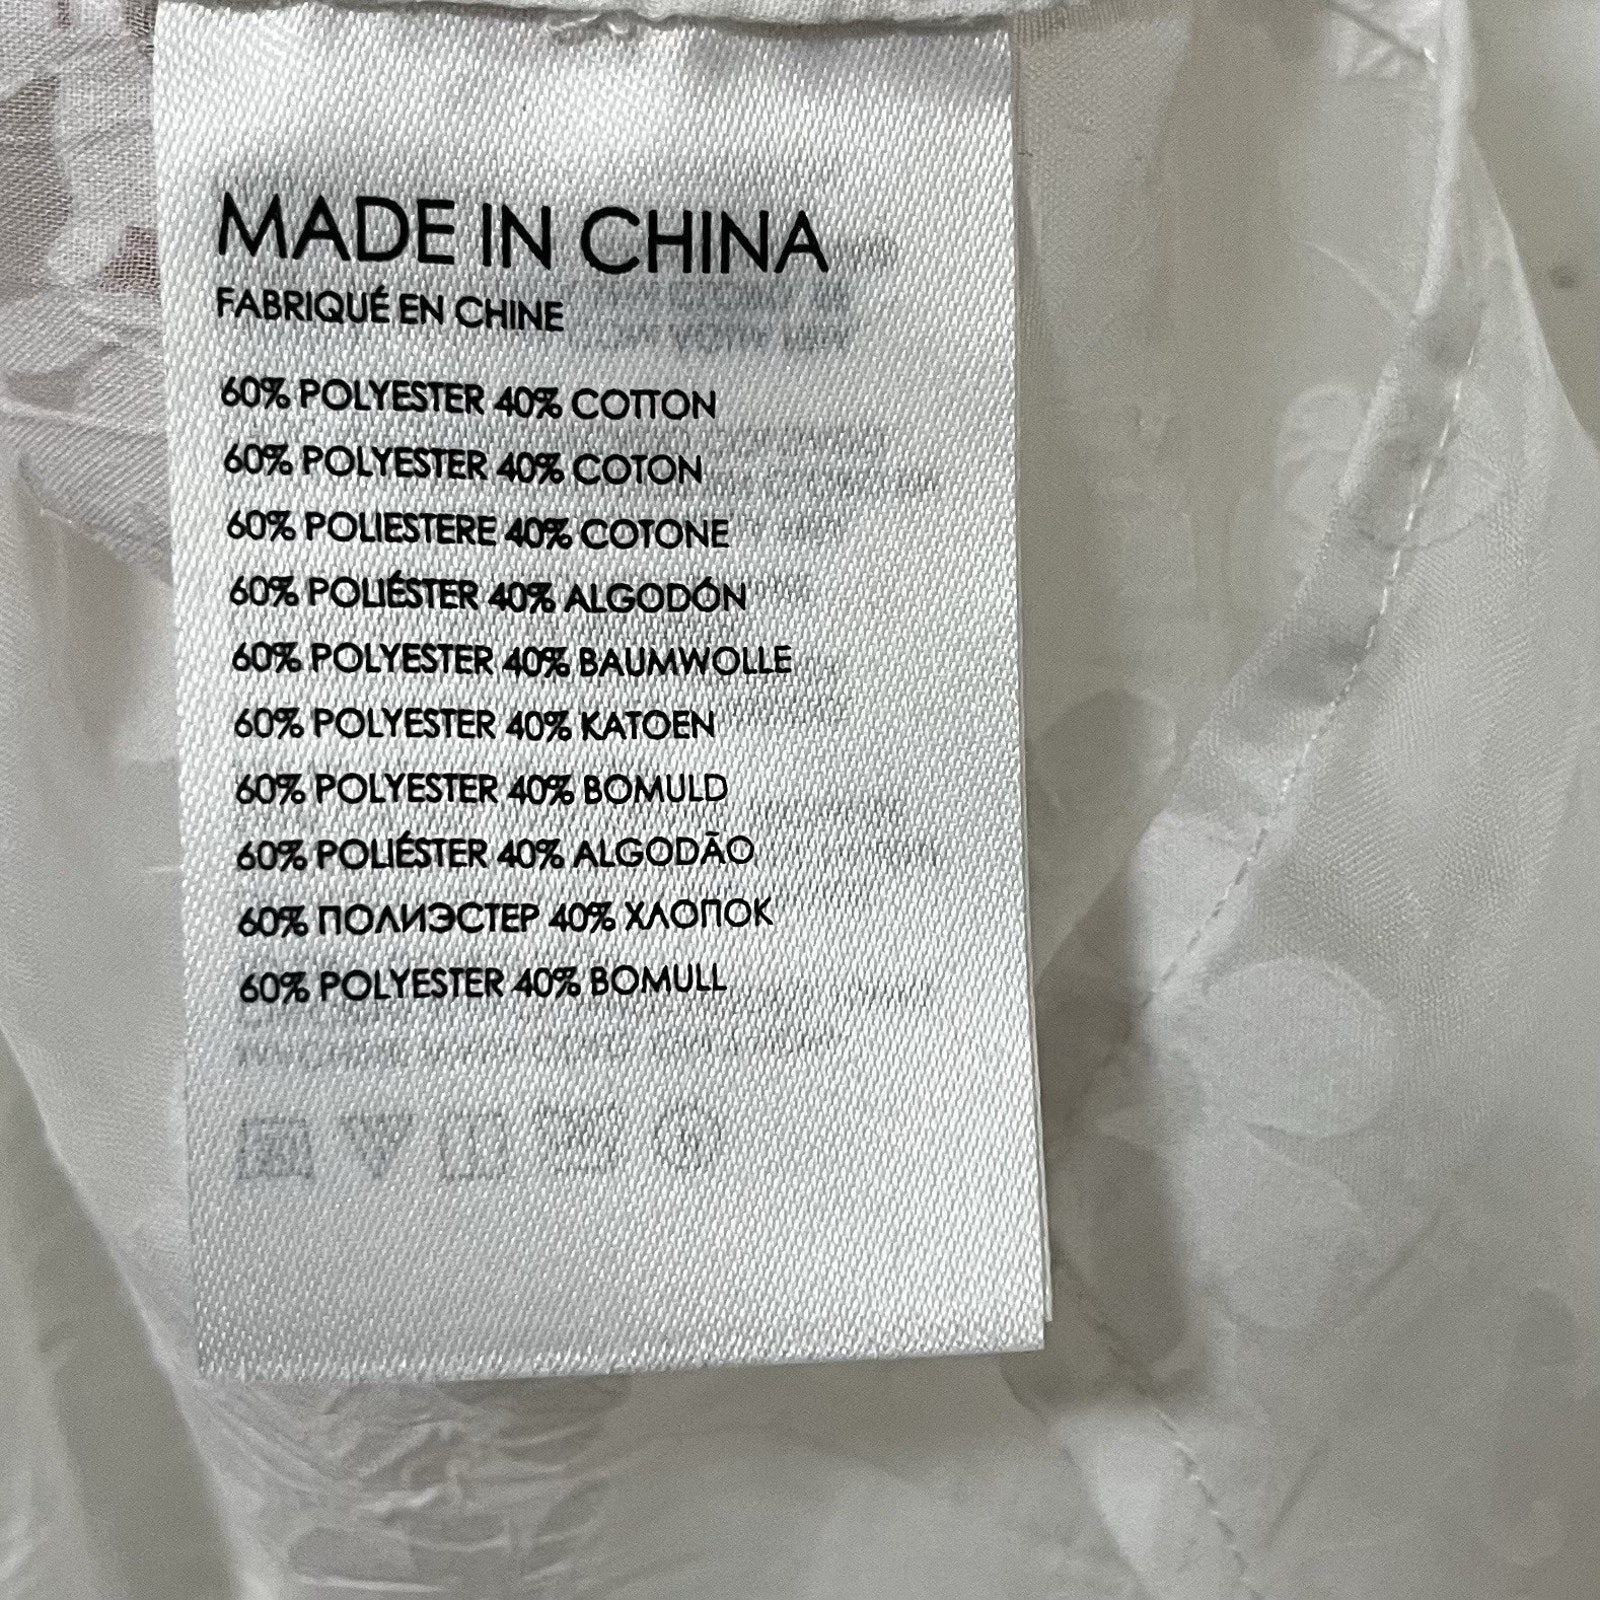 MADE IN CHINA
FABRIQUÉ EN CHINE
60% POLYESTER 40% COTTON
60% POLYESTER 40% COTON
60% POLIESTERE 40% COTONE
60% POLIÉSTER 40% ALGODÓN
60% POLYESTER 40% BAUMWOLLE
60% POLYESTER 40% KATOEN
60% POLYESTER 40% BOMULD
60% POLIÉSTER 40% ALGODÃO
60% ПОЛИЭСТЕР 40% ХЛОПОК
60% POLYESTER 40% BOMULL